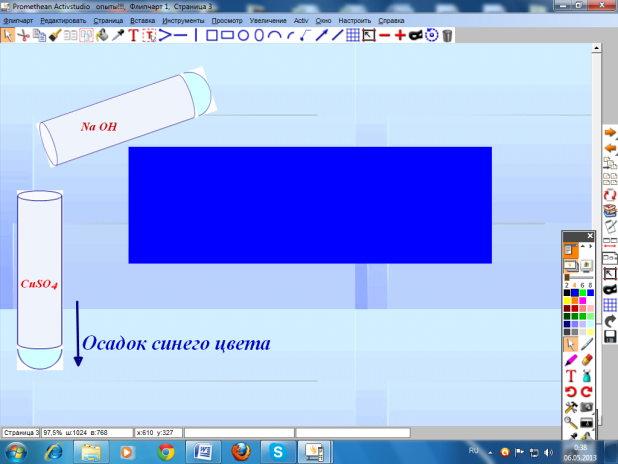 Promethean Activstudio опыты!!!, Флипчарт 1, Страница 3
Флипчарт Редактировать Страница Вставка Инструменты Просмотр Увеличение Activ Окно Настроить Справка
Na OH
CuSO4
Осадок синего цвета
2 4 6 8
Страница 3 97,5% ш:1024 в:768 x:610 y:327
RU 0:38
06.05.2013